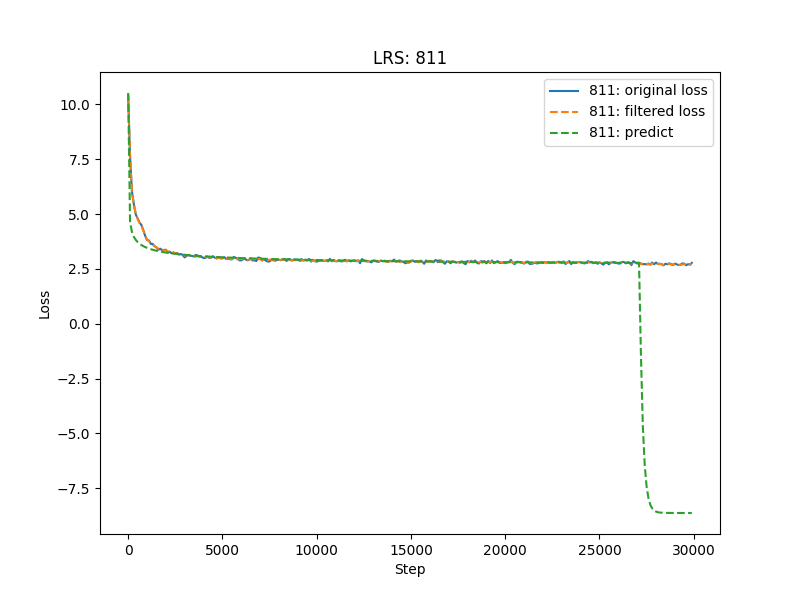 LRS: 811
811: original loss
811: filtered loss
811: predict
10.0
7.5
5.0
2.5
0.0
−2.5
−5.0
−7.5
Loss
0 5000 10000 15000 20000 25000 30000
Step